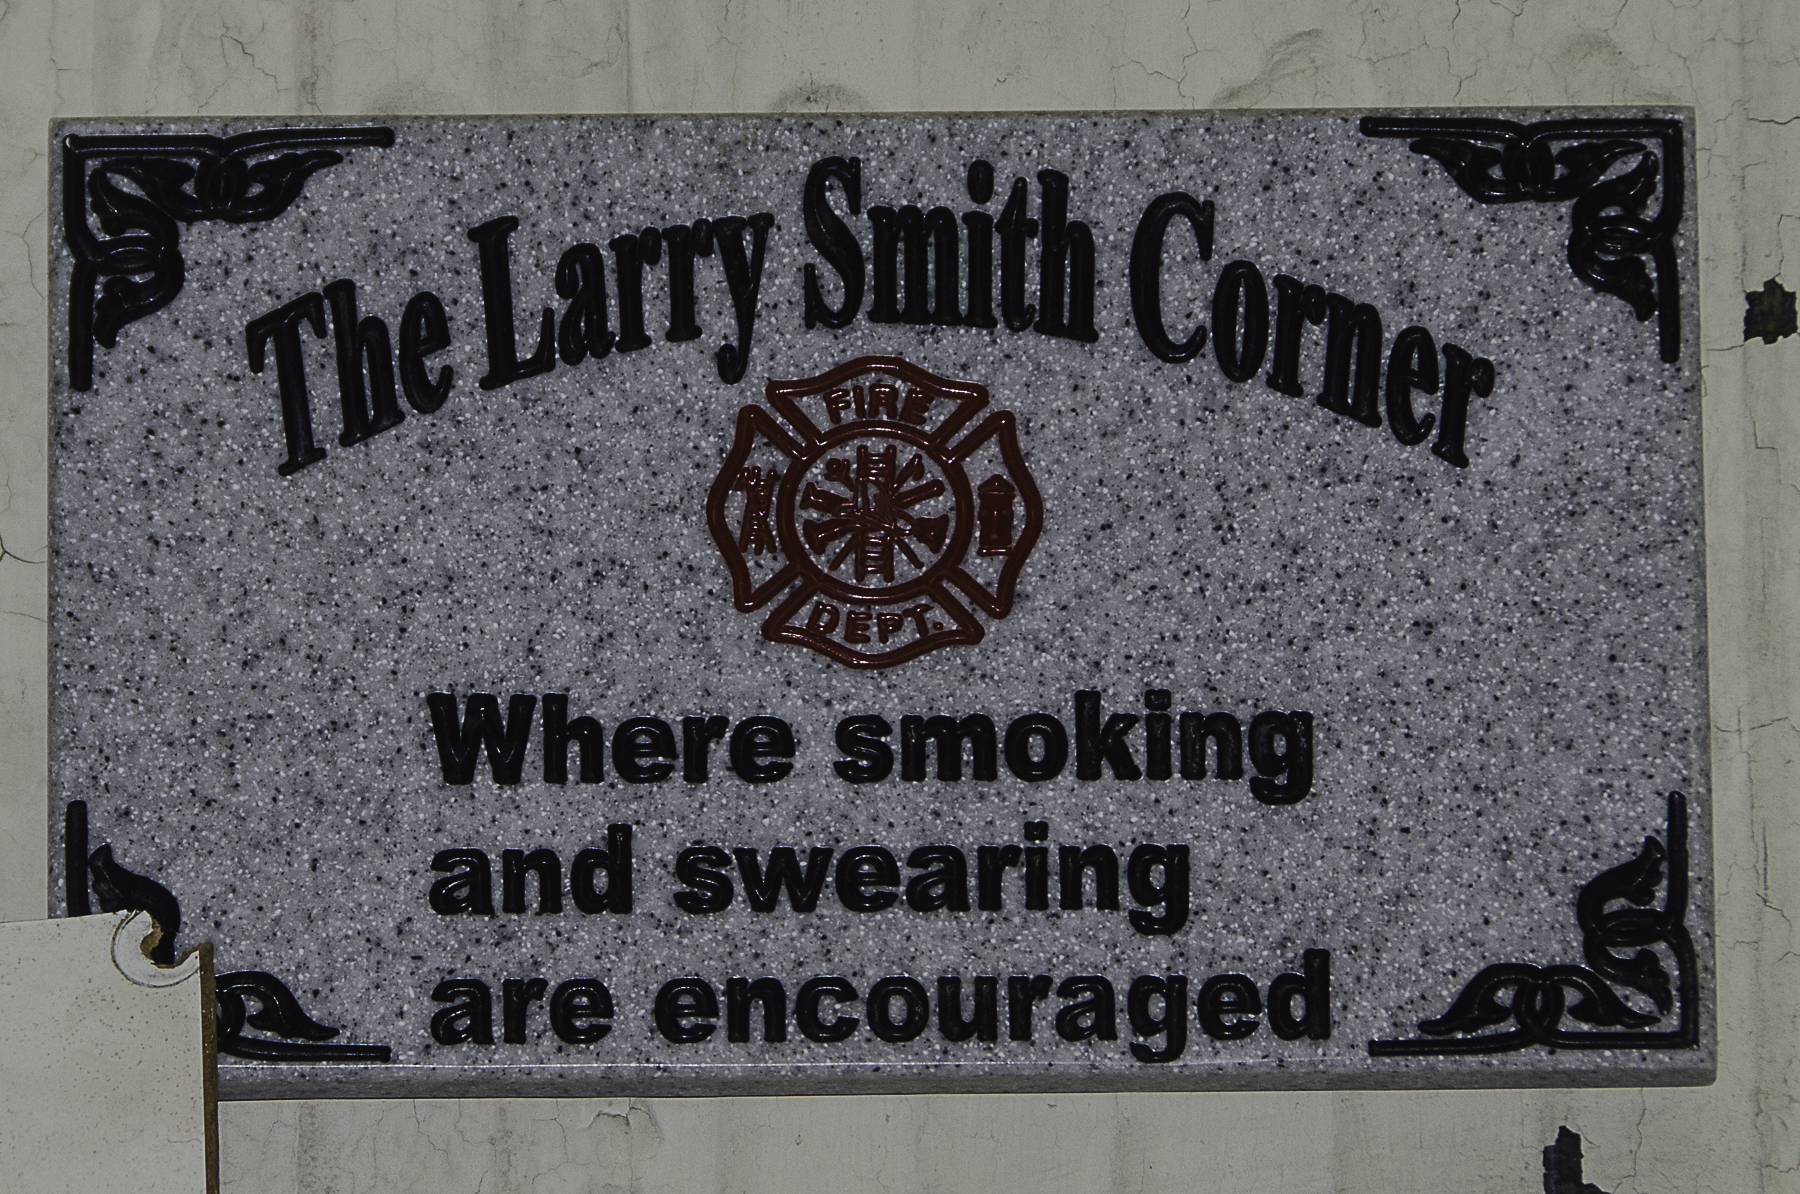 The Larry Smith Corner
FIRE
DEPT.
Where smoking
and swearing
are encouraged